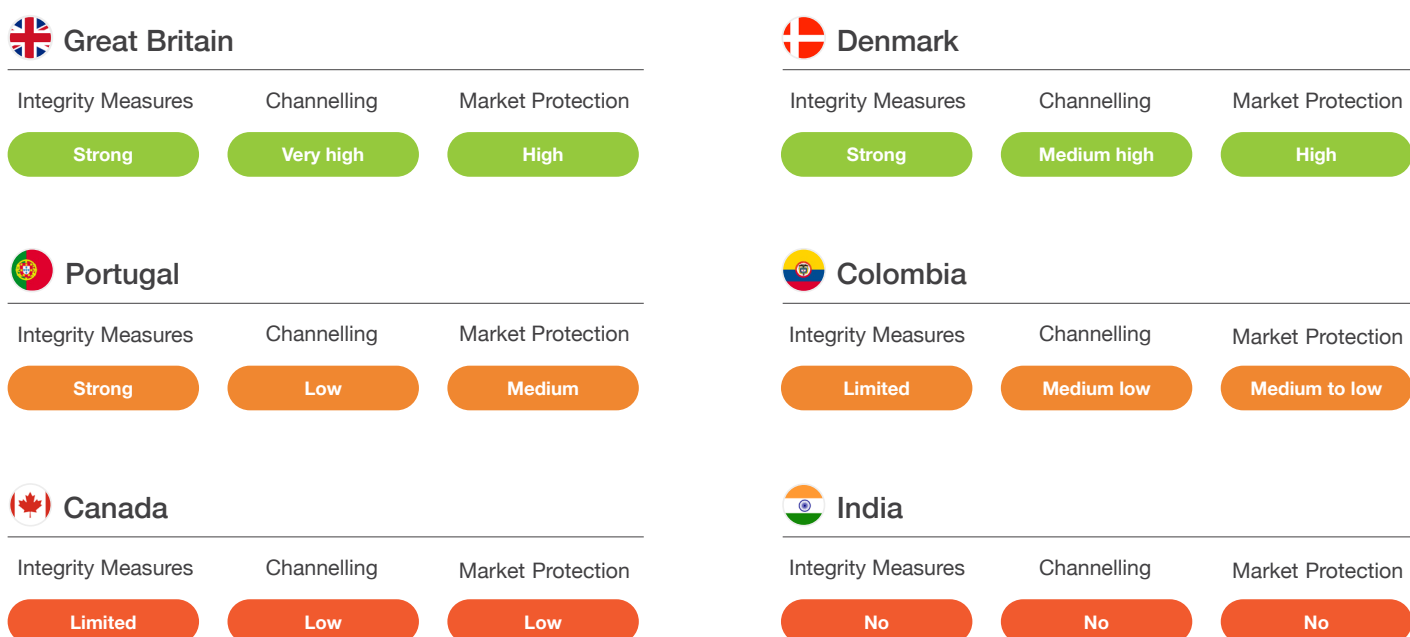 Great Britain
Integrity Measures Channelling Market Protection
Strong Very high High
Denmark
Integrity Measures Channelling Market Protection
Strong Medium high High
Portugal
Integrity Measures Channelling Market Protection
Strong Low Medium
Colombia
Integrity Measures Channelling Market Protection
Limited Medium low Medium to low
Canada
Integrity Measures Channelling Market Protection
Limited Low Low
India
Integrity Measures Channelling Market Protection
No No No